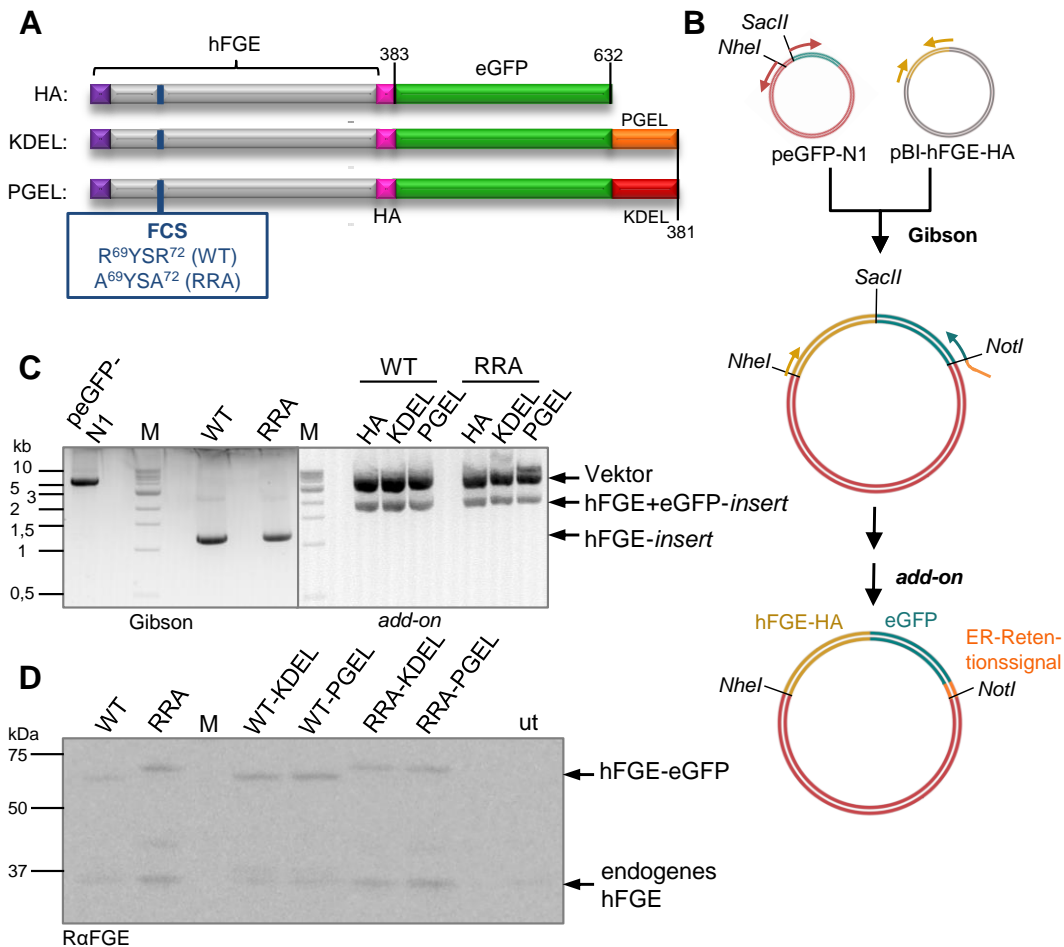 A
hFGE
383
eGFP
632
HA:
KDEL:
PGEL
PGEL:
HA
KDEL
381
FCS
R⁶⁹YSR⁷² (WT)
A⁶⁹YSA⁷² (RRA)
B
SacII
NheI
peGFP-N1
pBI-hFGE-HA
Gibson
SacII
NheI
NotI
add-on
hFGE-HA
eGFP
ER-Reten-
tionssignal
NheI
NotI
C
peGFP-
N1
M
WT
RRA
M
WT
RRA
HA
KDEL
PGEL
HA
KDEL
PGEL
kb
10
5
3
2
1,5
1
0,5
Vektor
hFGE+eGFP-insert
hFGE-insert
Gibson
add-on
D
WT
RRA
M
WT-KDEL
WT-PGEL
RRA-KDEL
RRA-PGEL
ut
kDa
75
50
37
hFGE-eGFP
endogenes
hFGE
RαFGE